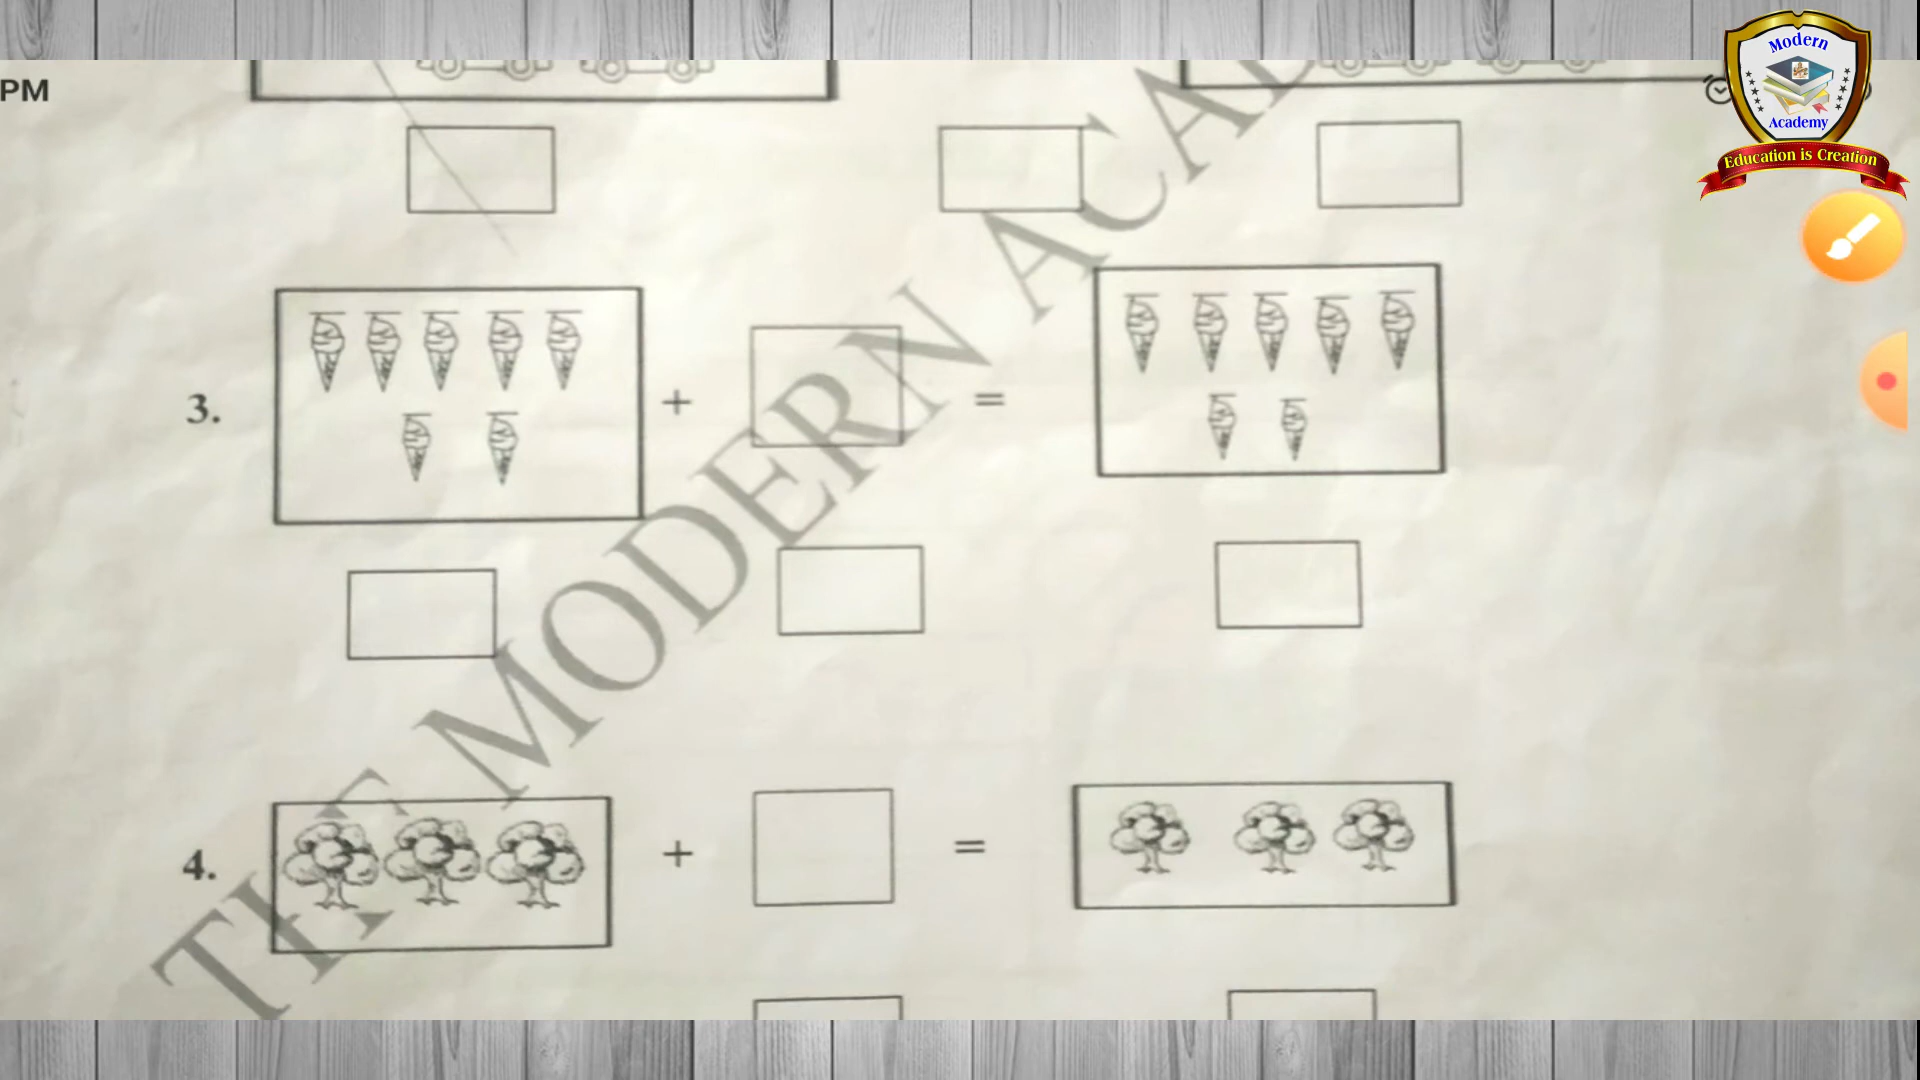 PM
Modern
Academy
Education is Creation
THE MODERN ACAD
3.
+
=
4.
+
=